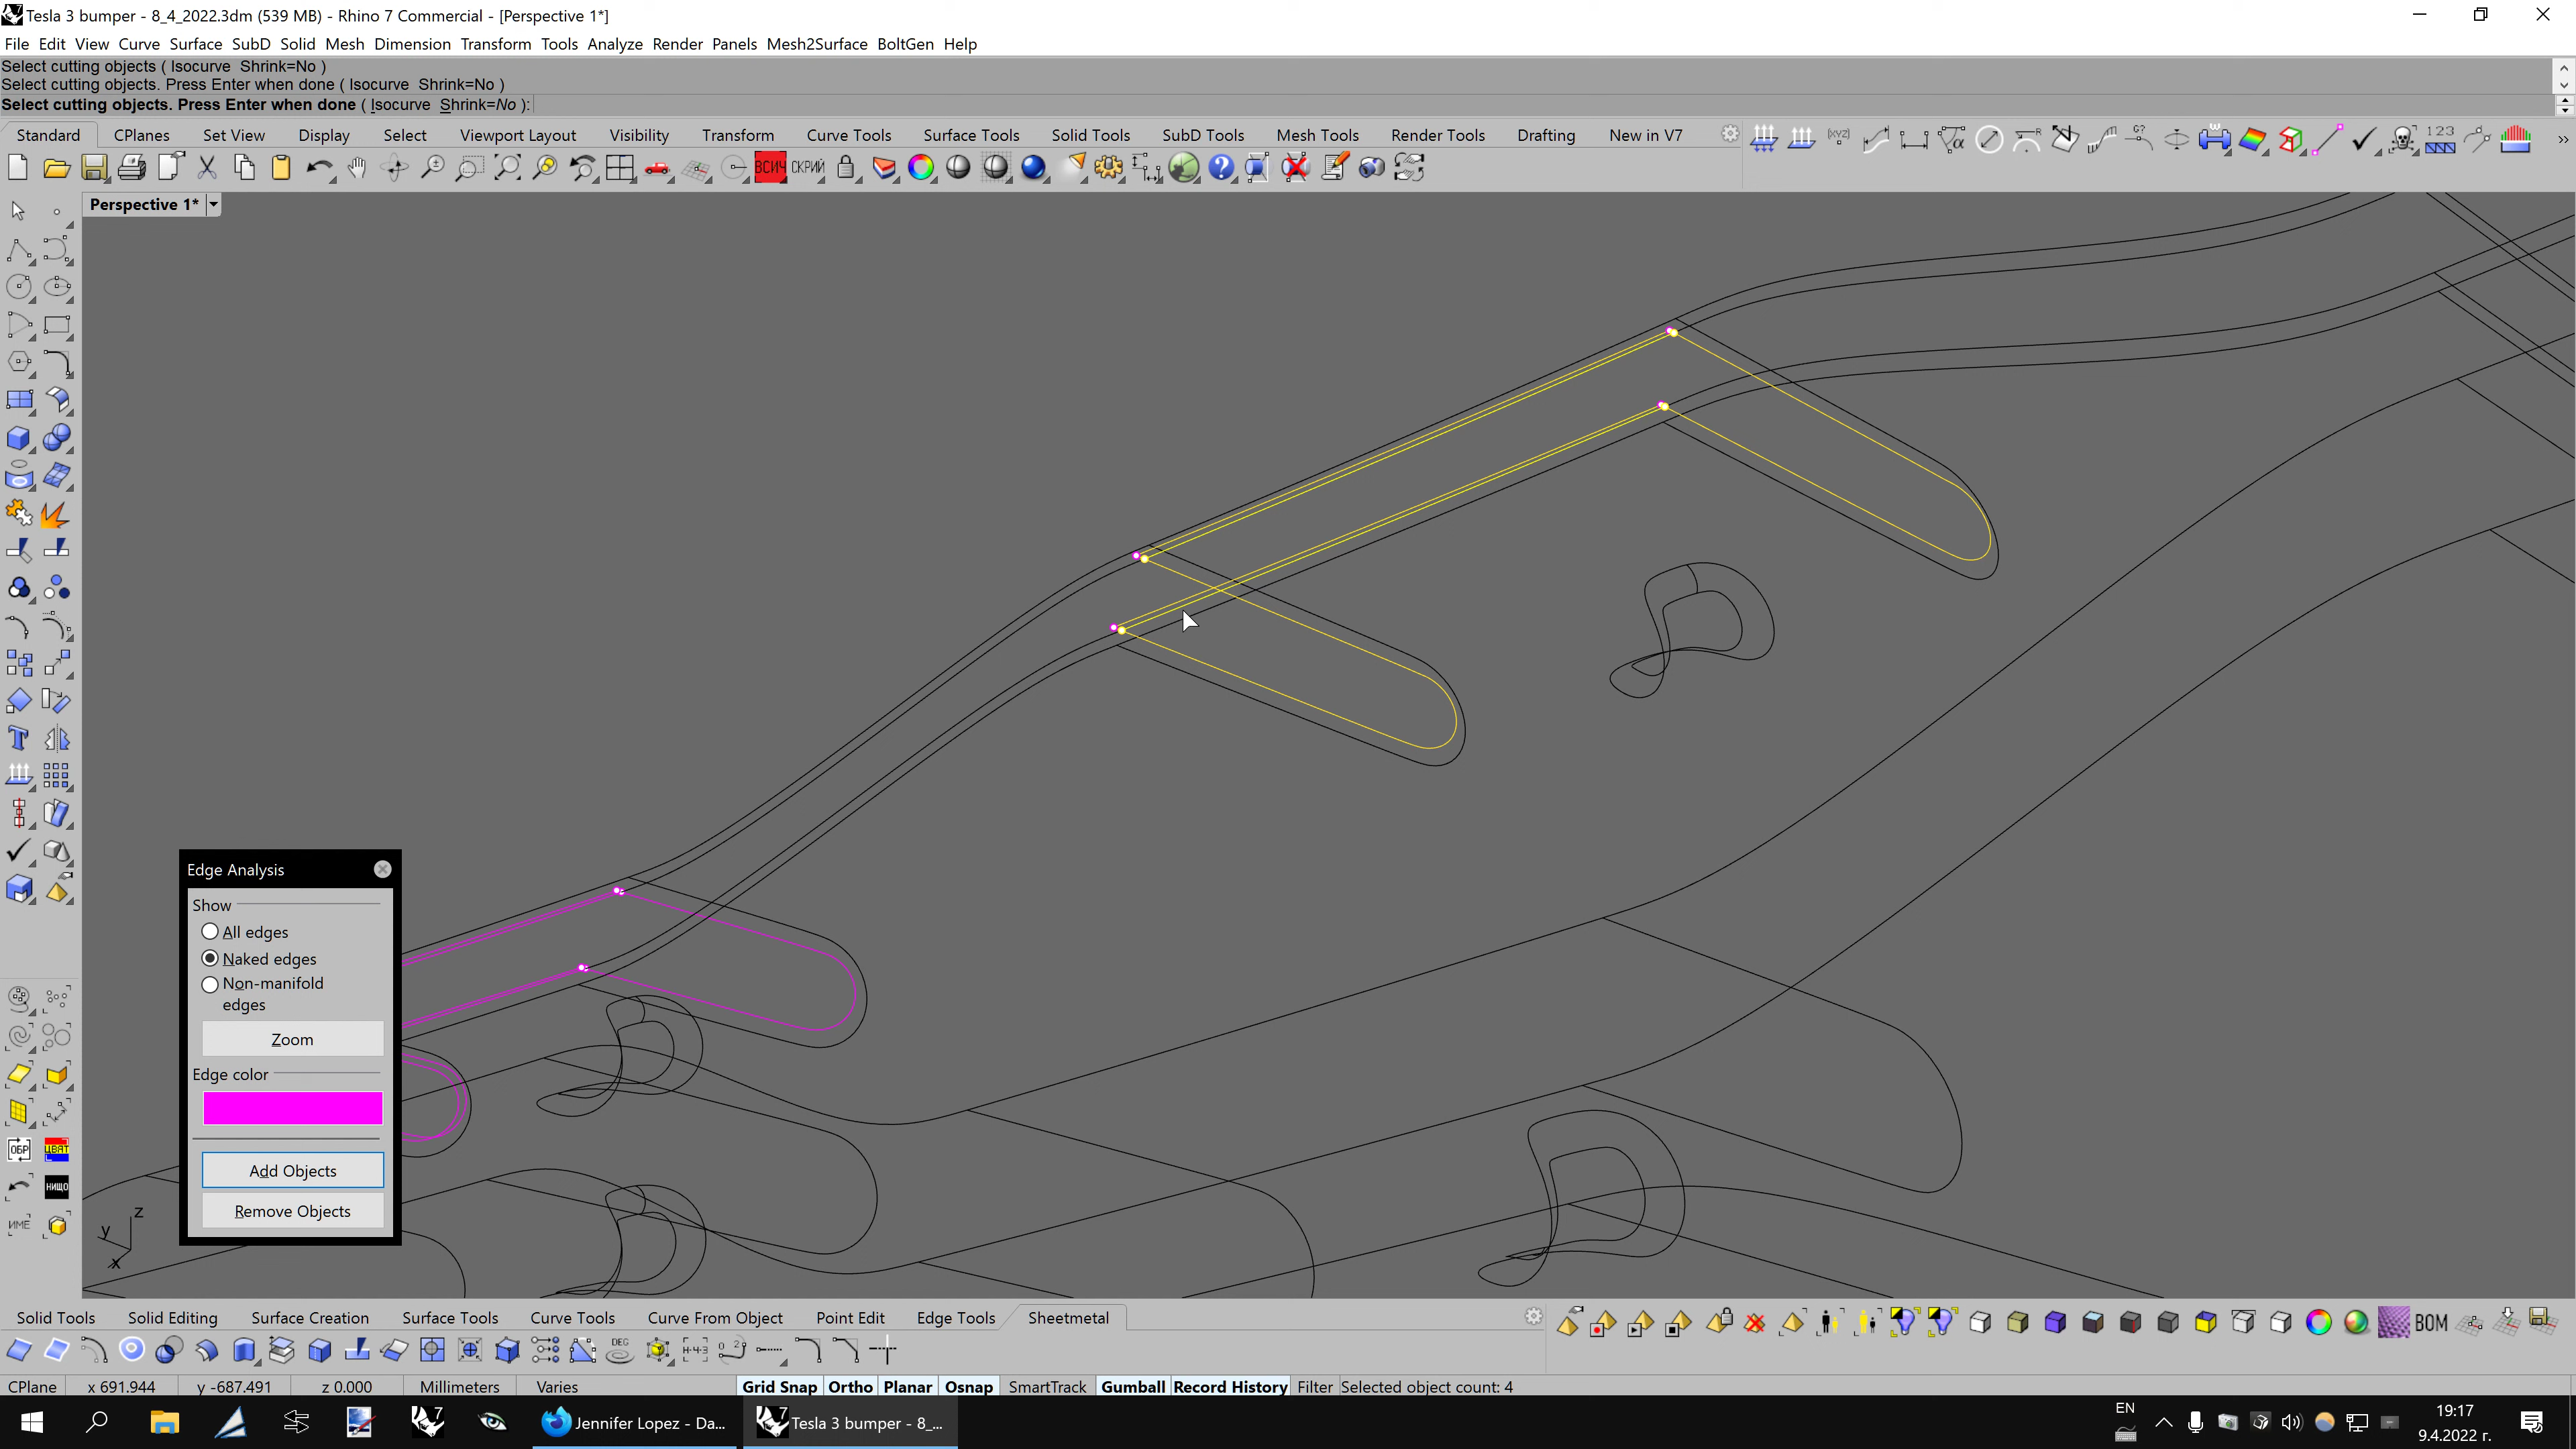 Tesla 3 bumper - 8_4_2022.3dm (539 MB) - Rhino 7 Commercial - [Perspective 1*]
File Edit View Curve Surface SubD Solid Mesh Dimension Transform Tools Analyze Render Panels Mesh2Surface BoltGen Help
Select cutting objects ( Isocurve Shrink=No )
Select cutting objects. Press Enter when done ( Isocurve Shrink=No )
Select cutting objects. Press Enter when done ( Isocurve Shrink=No ):
Standard CPlanes Set View Display Select Viewport Layout Visibility Transform Curve Tools Surface Tools Solid Tools SubD Tools Mesh Tools Render Tools Drafting New in V7
ВСИЧ СКРИЙ
Perspective 1*
Edge Analysis
Show
All edges
Naked edges
Non-manifold
edges
Zoom
Edge color
Add Objects
Remove Objects
ОБР ЦВЯТ
НИЩО
ИМЕ
z
y
x
Solid Tools Solid Editing Surface Creation Surface Tools Curve Tools Curve From Object Point Edit Edge Tools Sheetmetal
BOM
DEG
CPlane x 691.944 y -687.491 z 0.000 Millimeters Varies Grid Snap Ortho Planar Osnap SmartTrack Gumball Record History Filter Selected object count: 4
Jennifer Lopez - Da...
Tesla 3 bumper - 8_...
EN
19:17
9.4.2022 г.